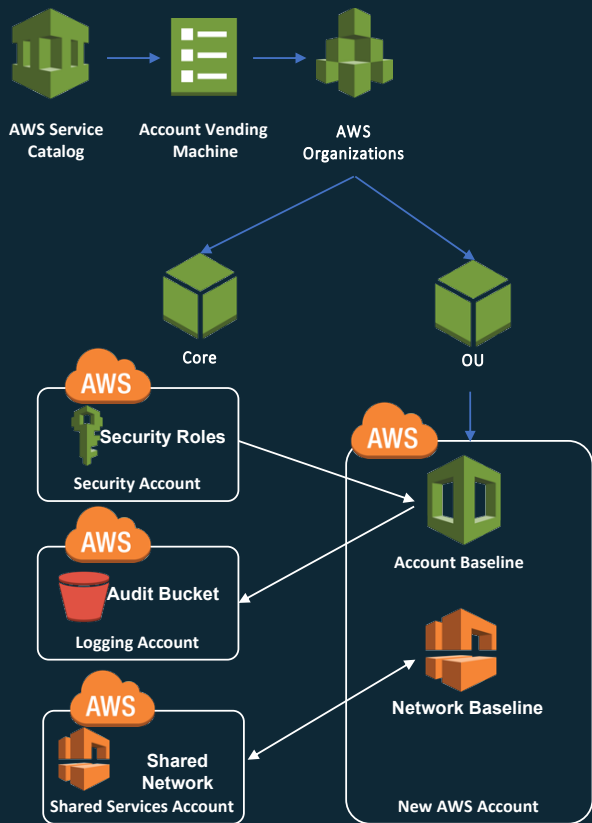 AWS Service
Catalog
Account Vending
Machine
AWS
Organizations
Core
OU
AWS
Security Roles
Security Account
AWS
Audit Bucket
Logging Account
AWS
Shared
Network
Shared Services Account
AWS
Account Baseline
Network Baseline
New AWS Account